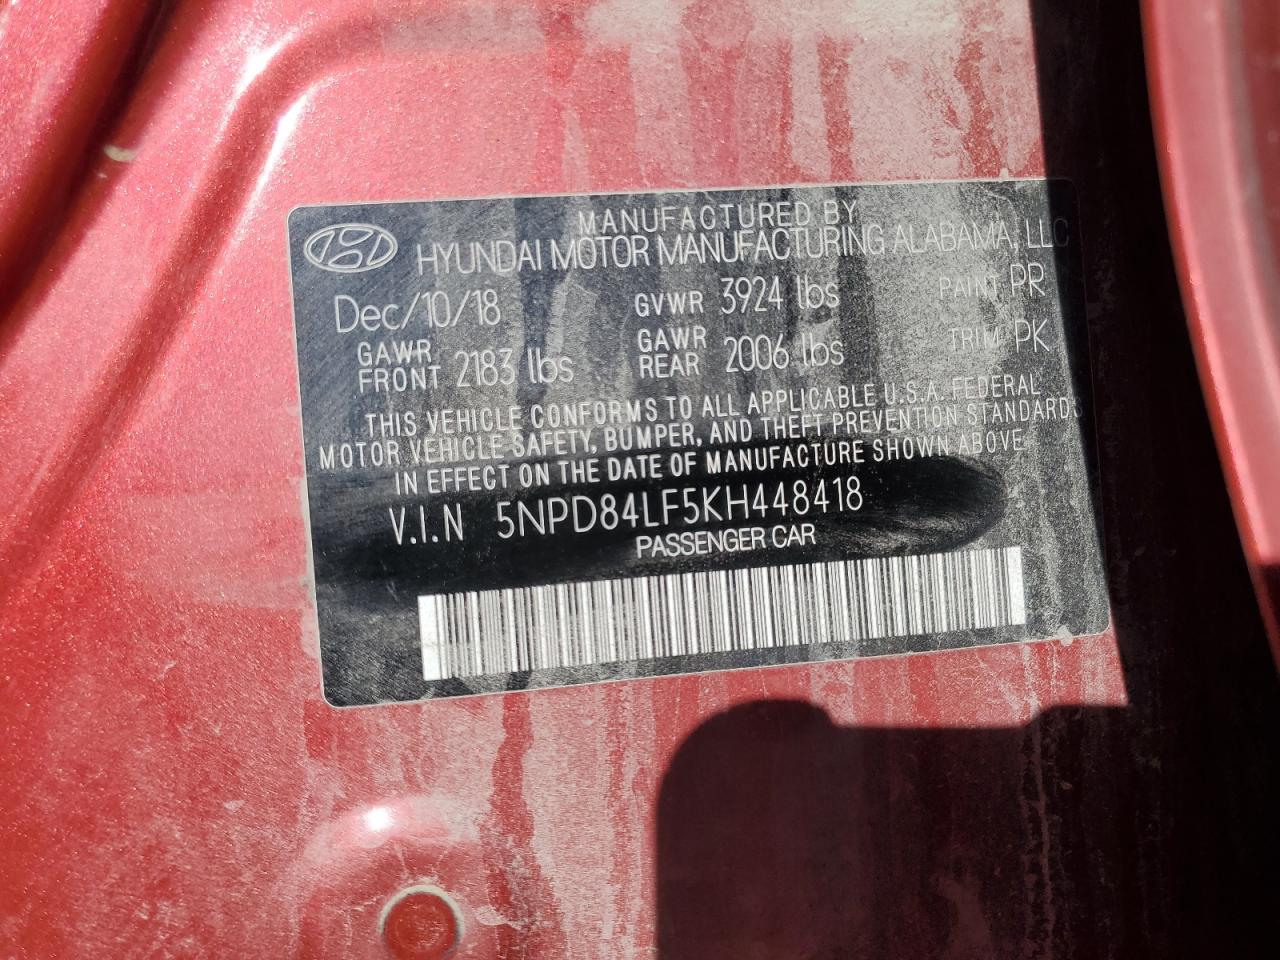 MANUFACTURED BY
HYUNDAI MOTOR MANUFACTURING ALABAMA, LLC
Dec/10/18 GVWR 3924 lbs PAINT PR
GAWR FRONT 2183 lbs GAWR REAR 2006 lbs TRIM PK
THIS VEHICLE CONFORMS TO ALL APPLICABLE U.S.A. FEDERAL
MOTOR VEHICLE SAFETY, BUMPER, AND THEFT PREVENTION STANDARDS
IN EFFECT ON THE DATE OF MANUFACTURE SHOWN ABOVE
V.I.N 5NPD84LF5KH448418
PASSENGER CAR